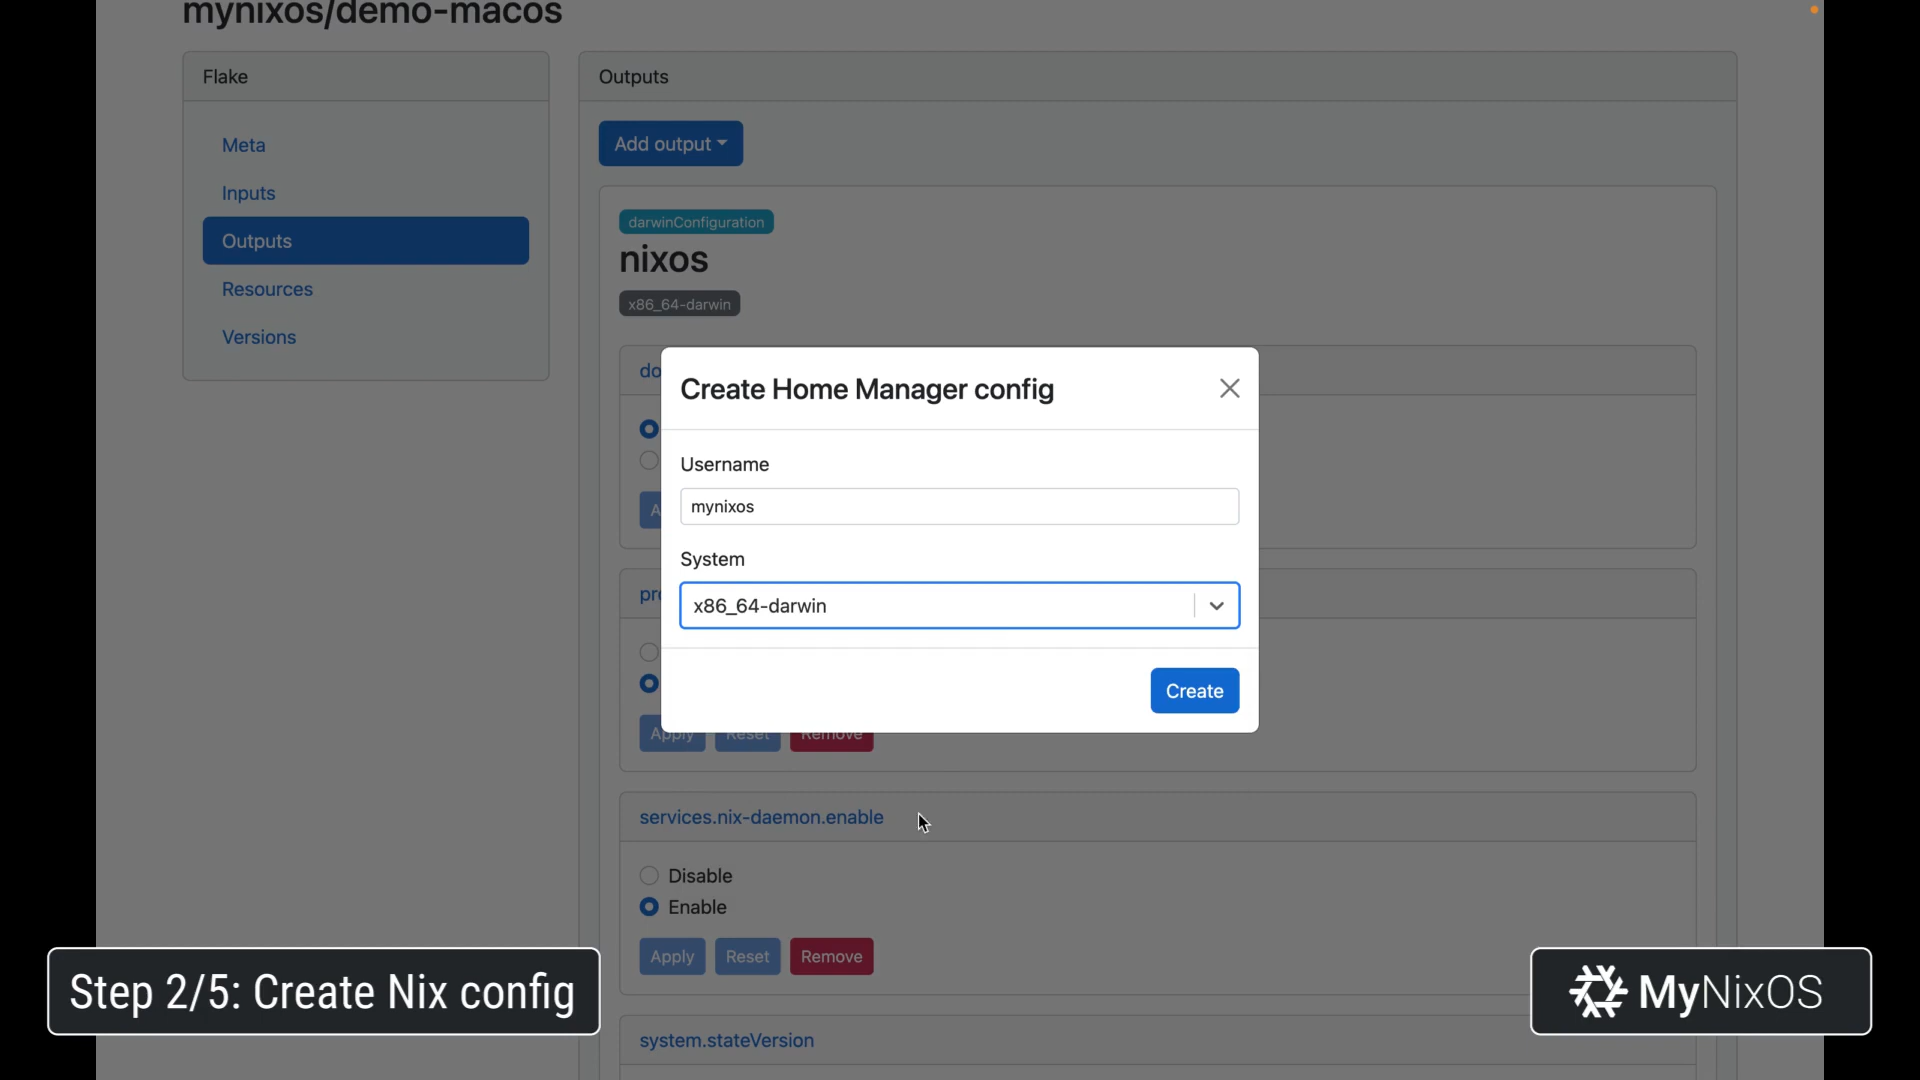 mynixos/demo-macos
Flake
Meta
Inputs
Outputs
Resources
Versions
Outputs
Add output
darwinConfiguration
nixos
x86_64-darwin
do
A
pro
Apply Reset Remove
Create Home Manager config
Username
mynixos
System
x86_64-darwin
Create
services.nix-daemon.enable
Disable
Enable
Apply Reset Remove
system.stateVersion
Step 2/5: Create Nix config
MyNixOS